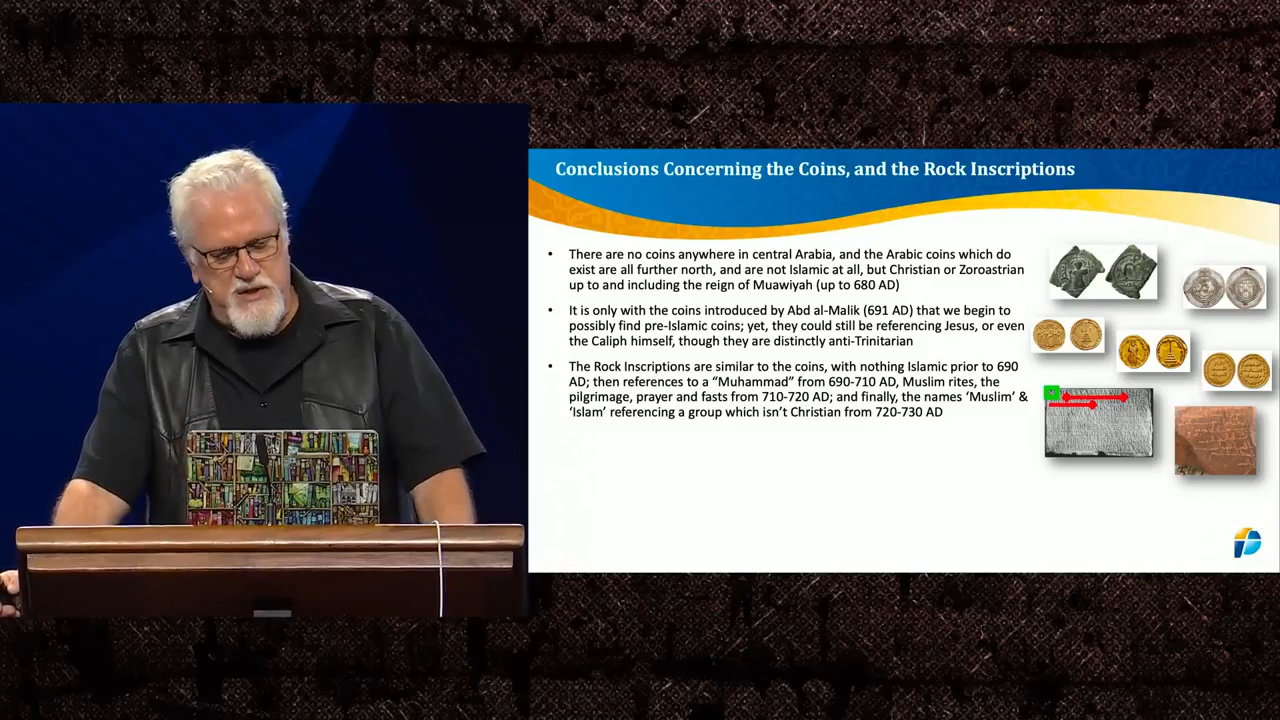 Conclusions Concerning the Coins, and the Rock Inscriptions
• There are no coins anywhere in central Arabia, and the Arabic coins which do
exist are all further north, and are not Islamic at all, but Christian or Zoroastrian
up to and including the reign of Muawiyah (up to 680 AD)
• It is only with the coins introduced by Abd al-Malik (691 AD) that we begin to
possibly find pre-Islamic coins; yet, they could still be referencing Jesus, or even
the Caliph himself, though they are distinctly anti-Trinitarian
• The Rock Inscriptions are similar to the coins, with nothing Islamic prior to 690
AD; then references to a “Muhammad” from 690-710 AD, Muslim rites, the
pilgrimage, prayer and fasts from 710-720 AD; and finally, the names ‘Muslim’ &
‘Islam’ referencing a group which isn’t Christian from 720-730 AD